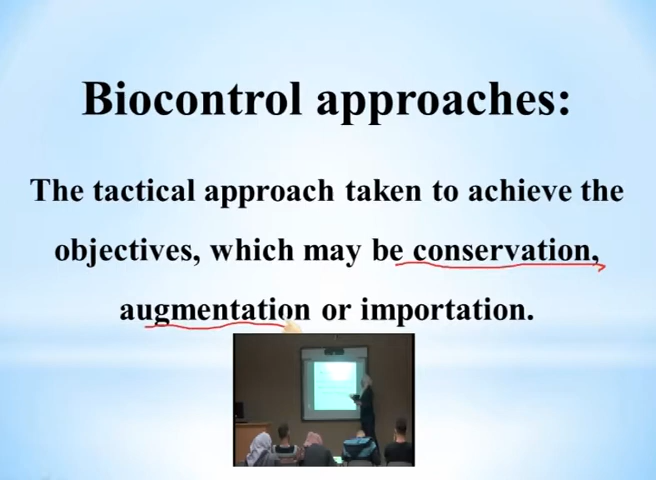 Biocontrol approaches:
The tactical approach taken to achieve the
objectives, which may be conservation,
augmentation or importation.